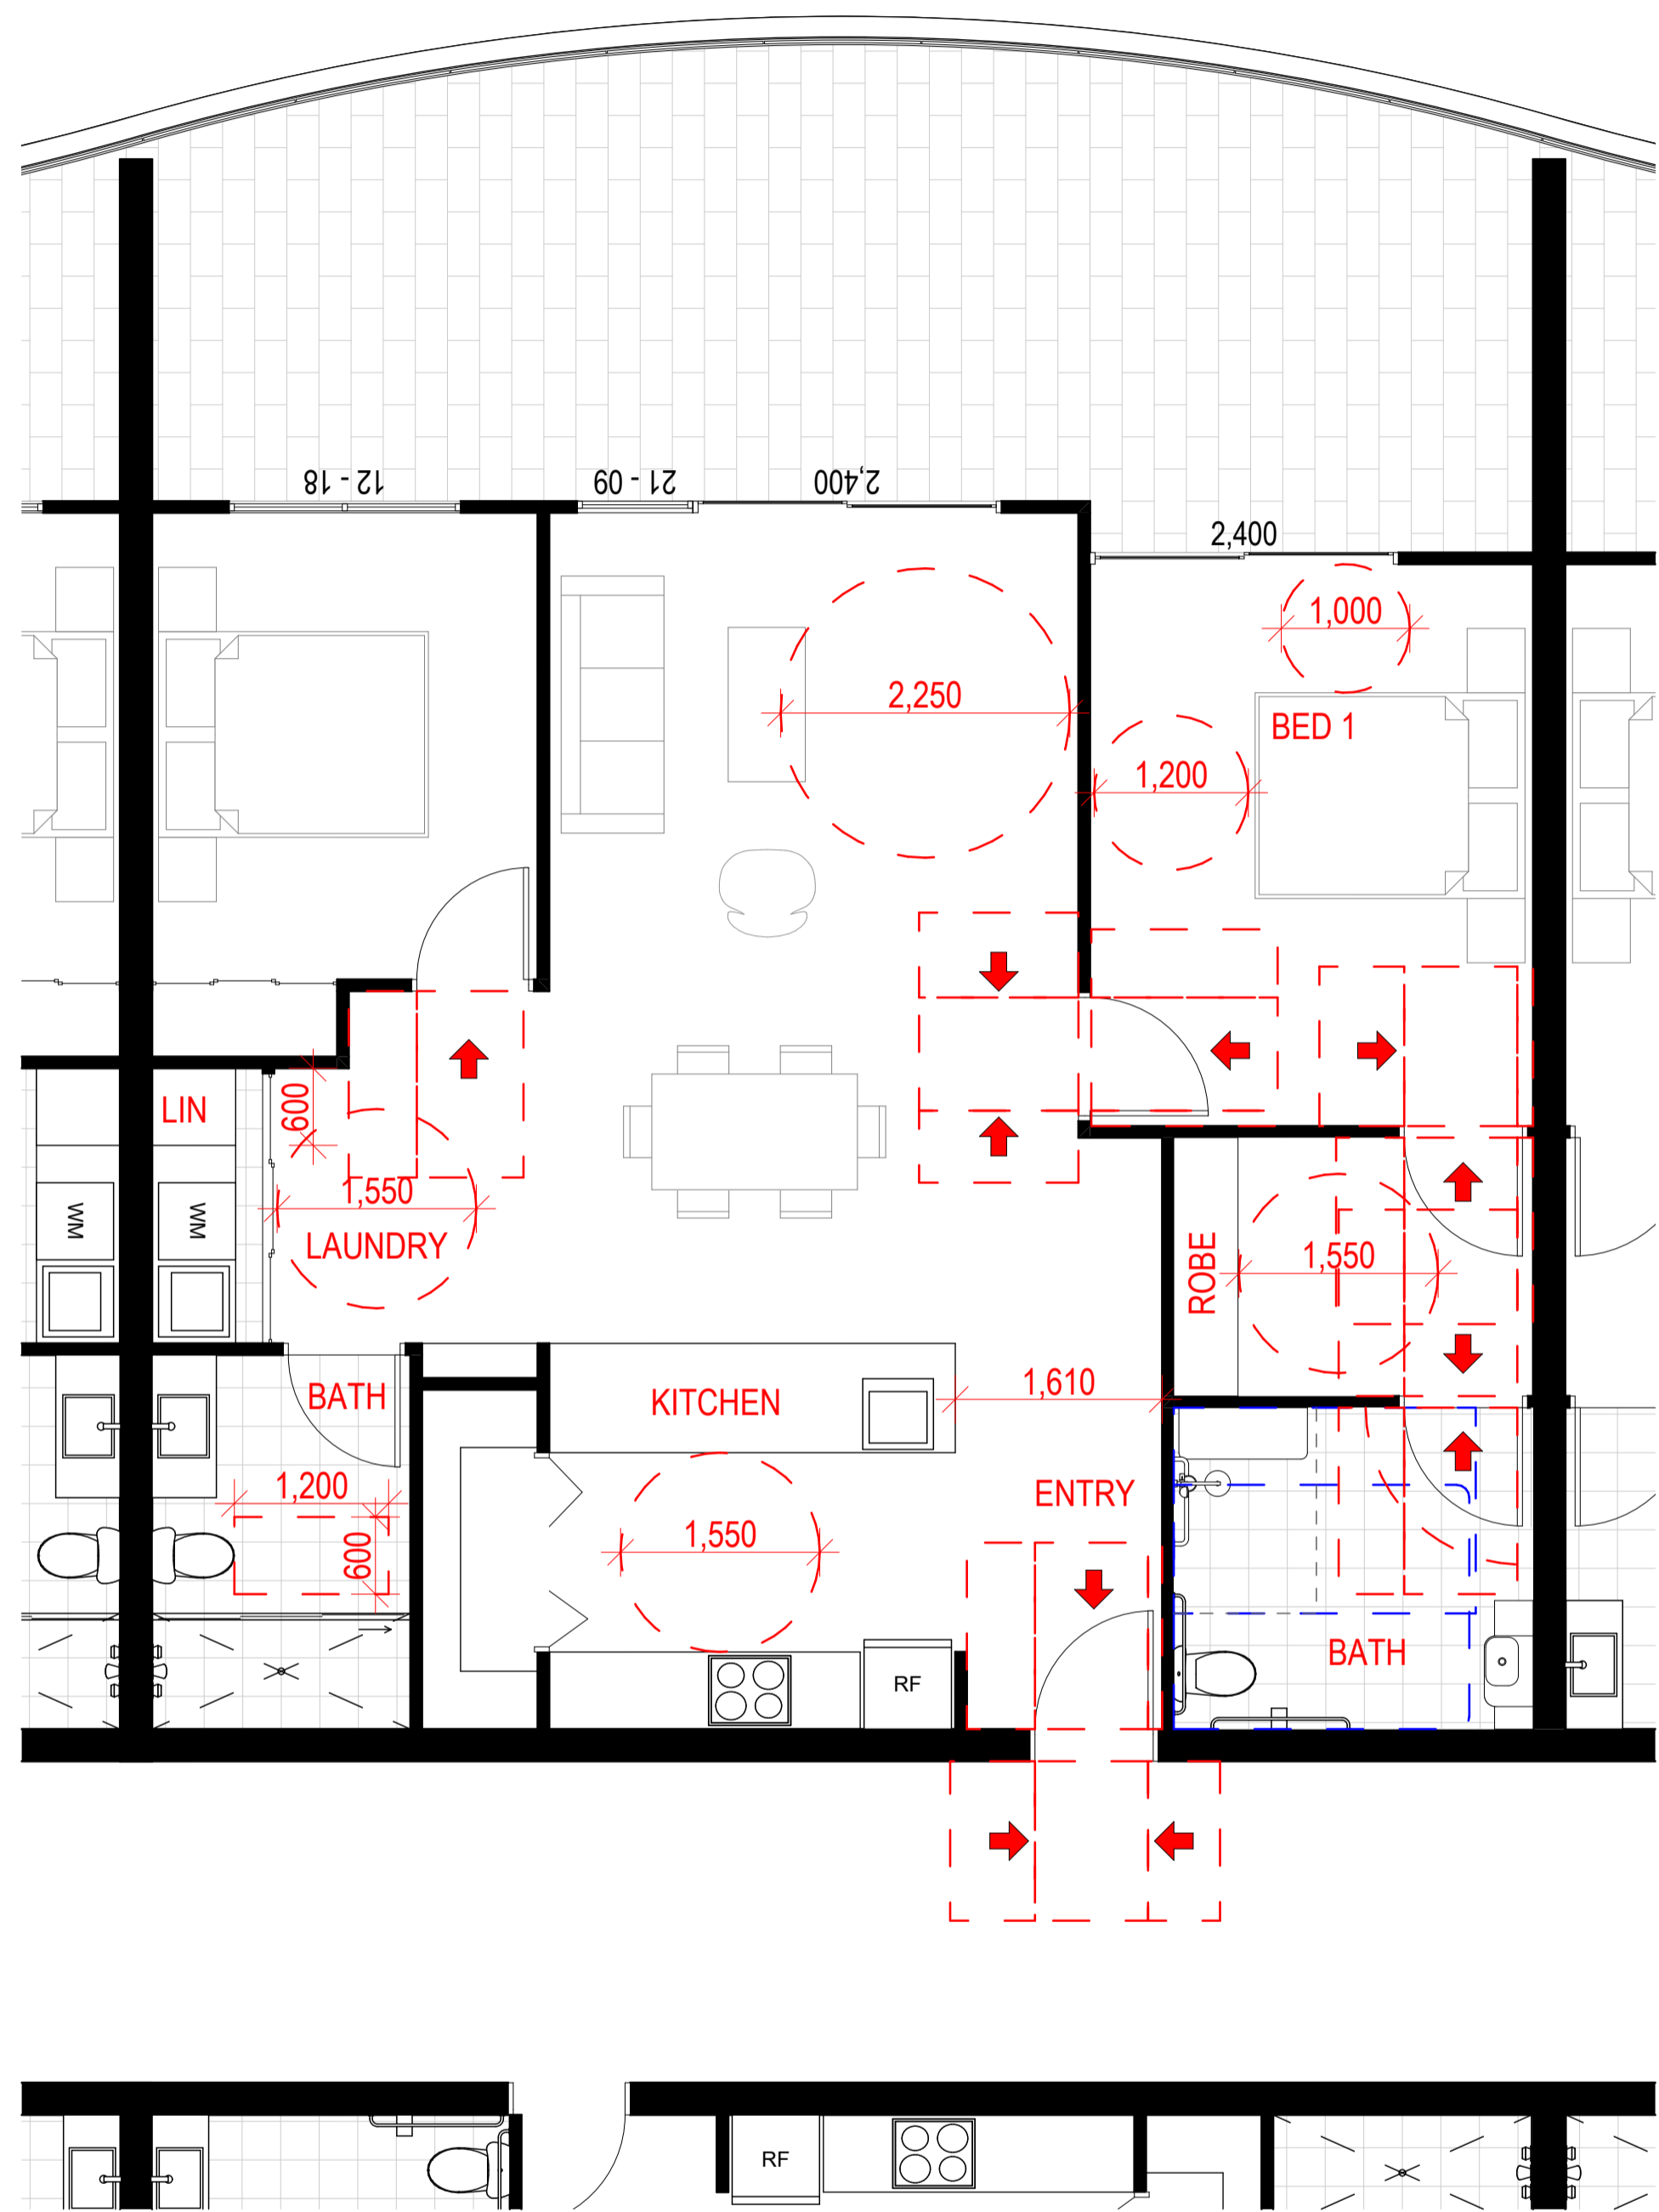 12 - 18
21 - 09
2,400
2,400
1,000
2,250
BED 1
1,200
LIN
600
1,550
WM
WM
LAUNDRY
ROBE
1,550
BATH
KITCHEN
1,610
1,200
600
1,550
ENTRY
BATH
RF
RF